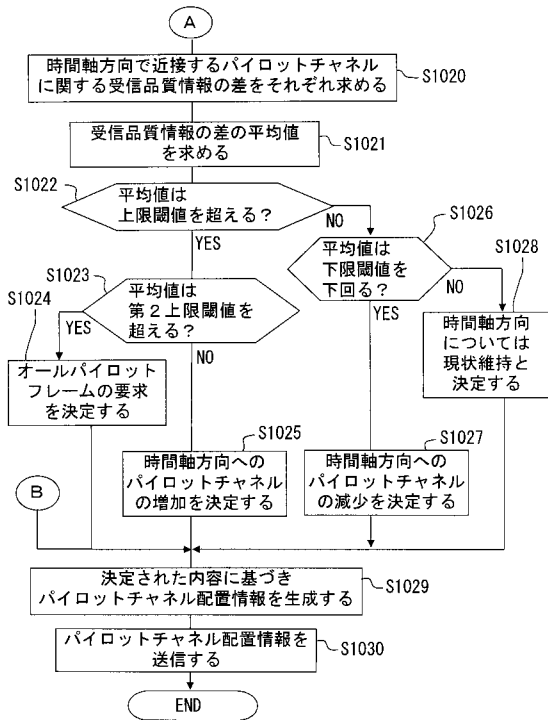 A
時間軸方向で近接するパイロットチャネル
に関する受信品質情報の差をそれぞれ求める
S1020
受信品質情報の差の平均値
を求める
S1021
S1022
平均値は
上限閾値を超える？
NO
YES
S1026
平均値は
下限閾値を
下回る？
NO
YES
S1028
時間軸方向
については
現状維持と
決定する
S1023
平均値は
第2上限閾値を
超える？
YES
NO
S1024
オールパイロット
フレームの要求
を決定する
S1025
時間軸方向への
パイロットチャネル
の増加を決定する
S1027
時間軸方向への
パイロットチャネル
の減少を決定する
B
決定された内容に基づき
パイロットチャネル配置情報を生成する
S1029
パイロットチャネル配置情報を
送信する
S1030
END